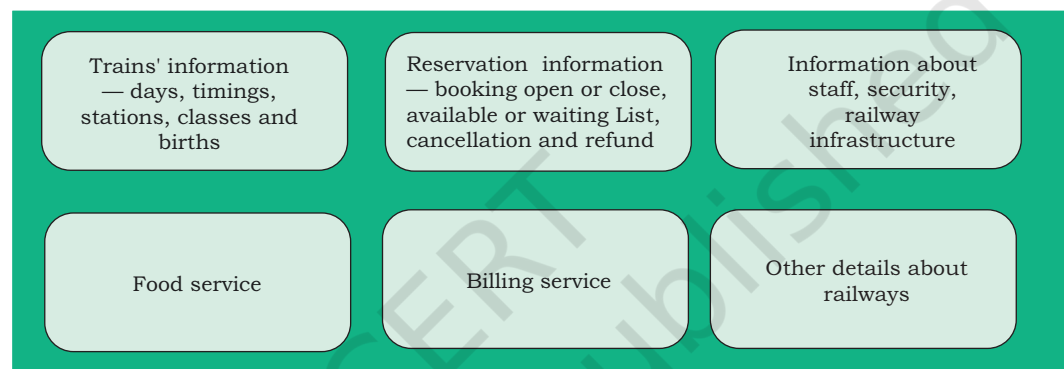 Trains' information
— days, timings,
stations, classes and
births
Reservation information
— booking open or close,
available or waiting List,
cancellation and refund
Information about
staff, security,
railway
infrastructure
Food service
Billing service
Other details about
railways